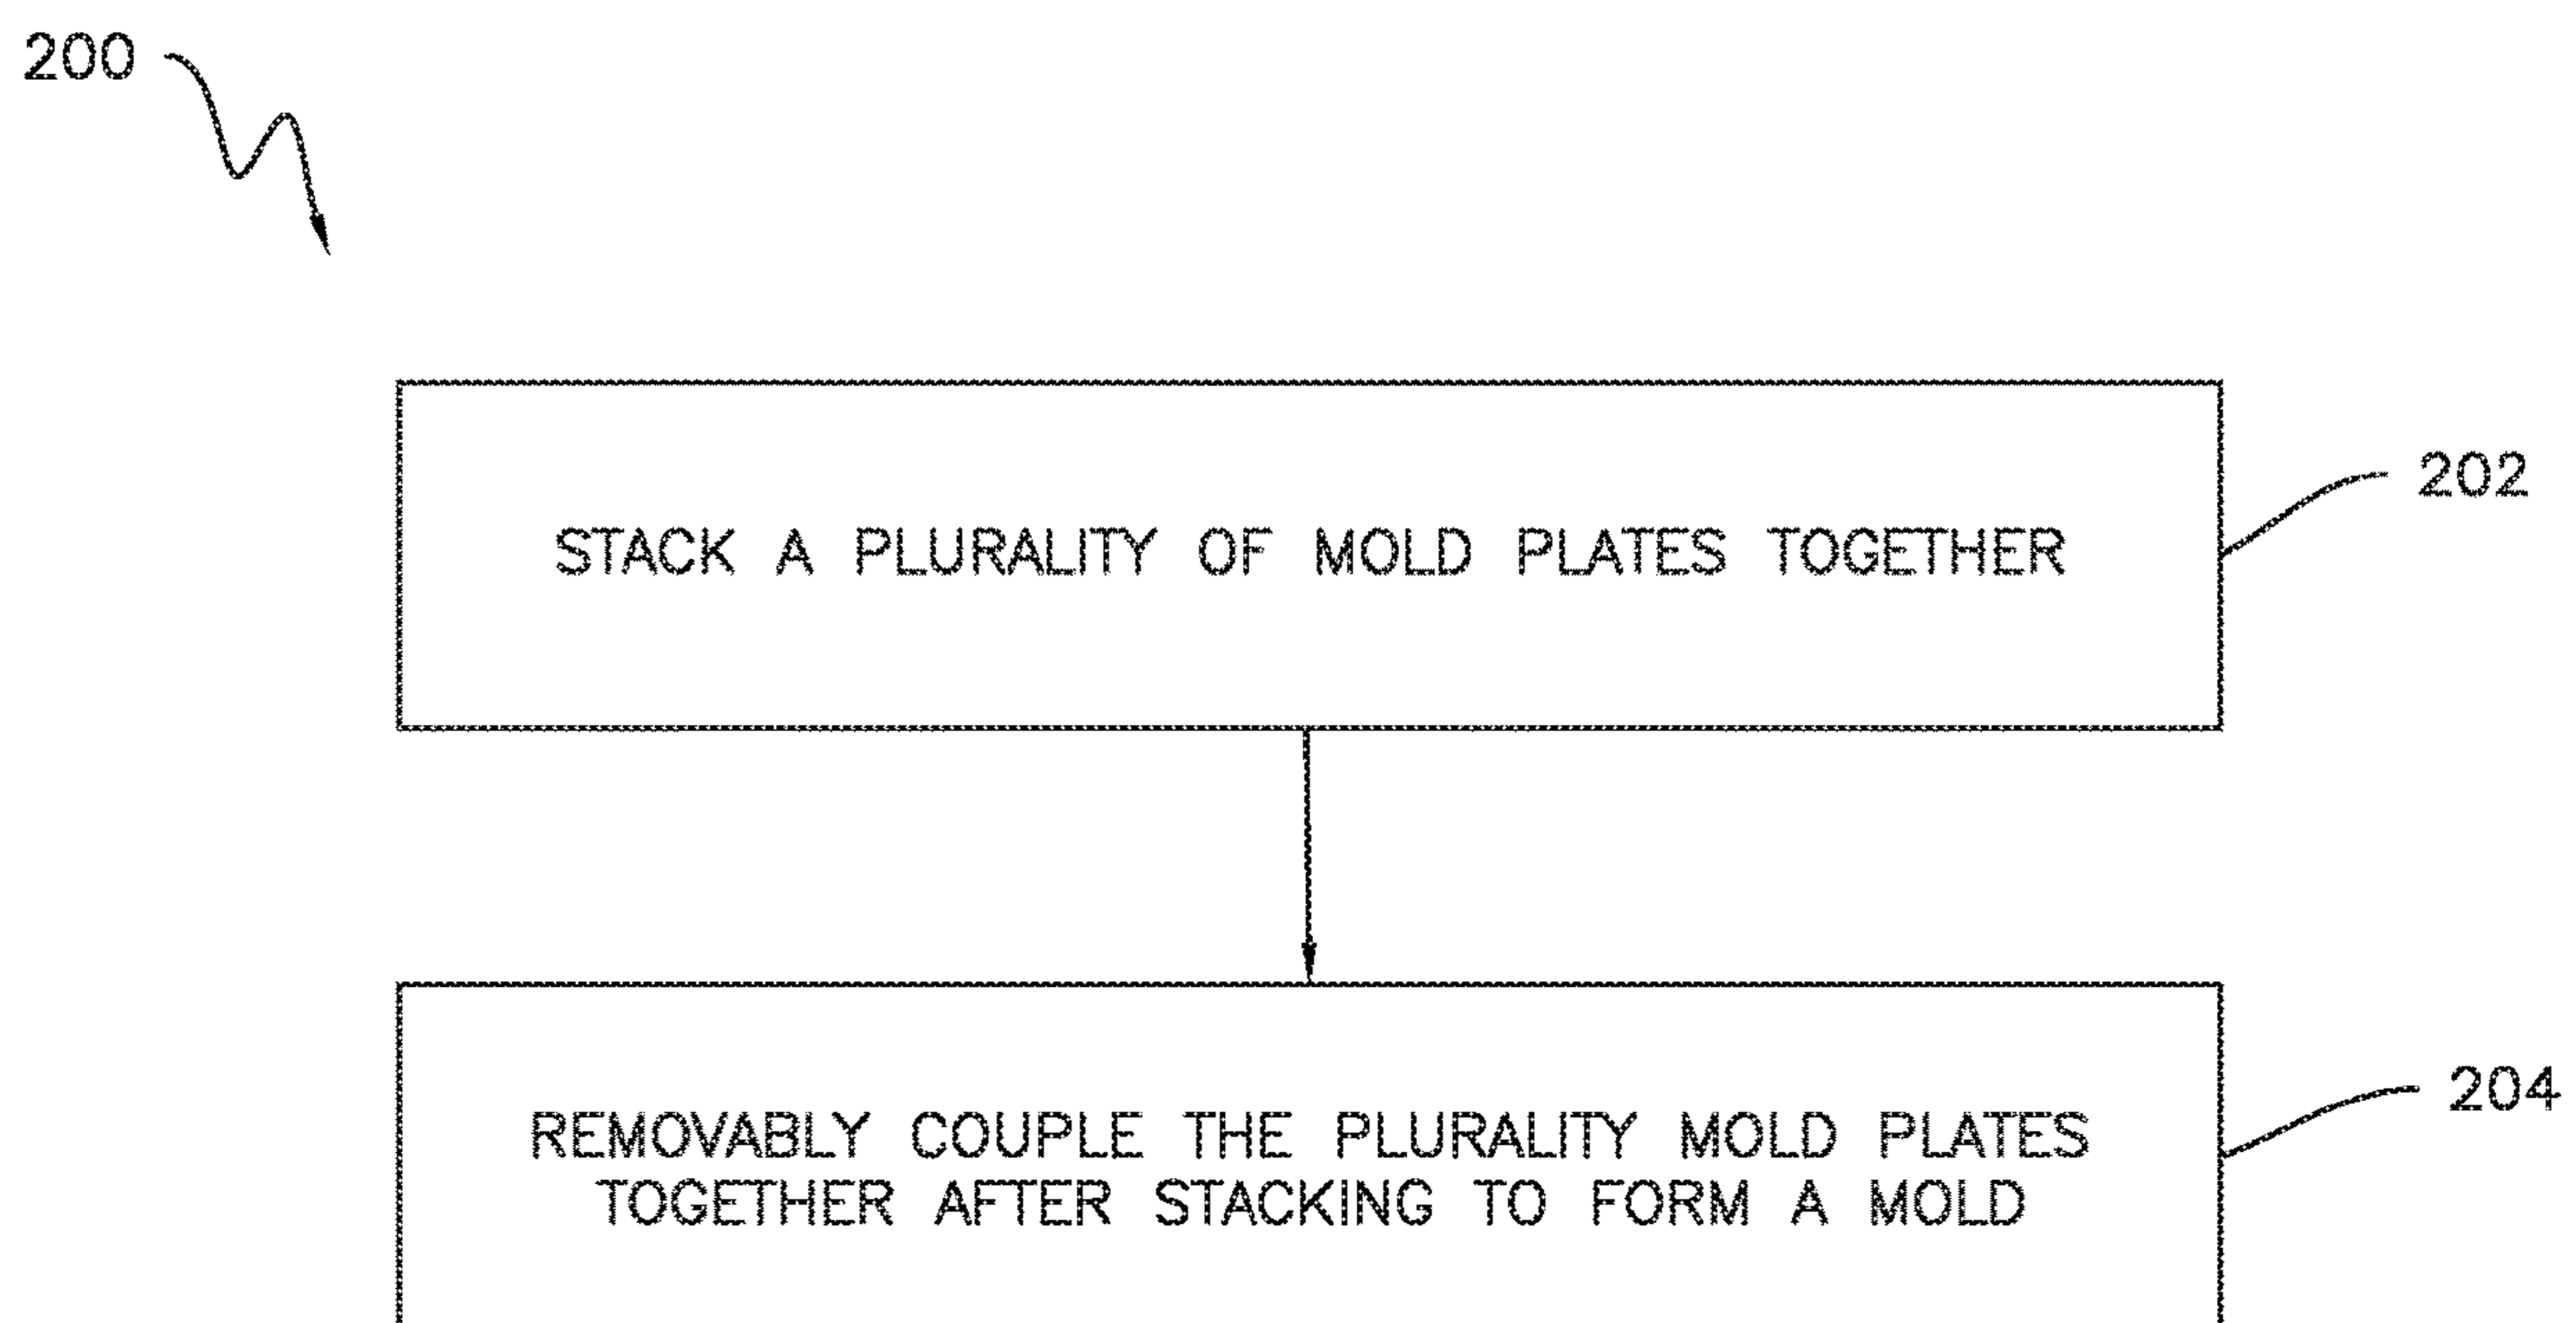 200
STACK A PLURALITY OF MOLD PLATES TOGETHER
202
REMOVABLY COUPLE THE PLURALITY MOLD PLATES
TOGETHER AFTER STACKING TO FORM A MOLD
204